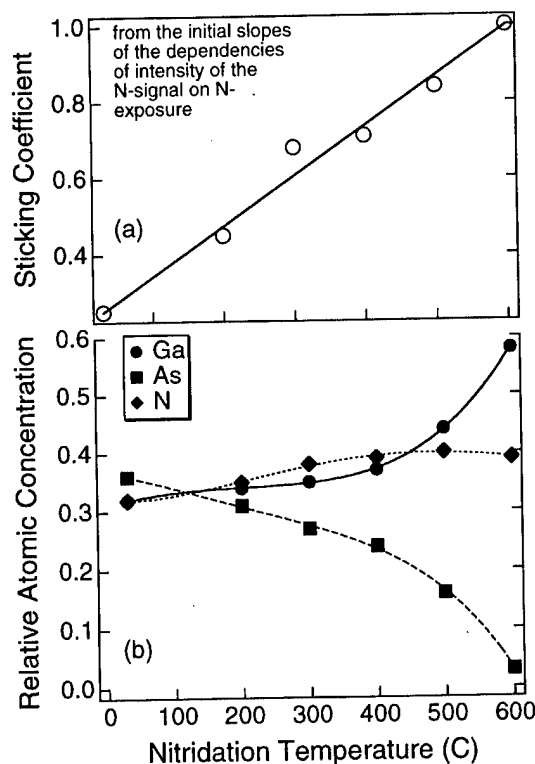 1.0
0.8
0.6
0.4
Sticking Coefficient
from the initial slopes
of the dependencies
of intensity of the
N-signal on N-
exposure
(a)
0.6
0.5
0.4
0.3
0.2
0.1
0.0
Relative Atomic Concentration
Ga
As
N
(b)
0 100 200 300 400 500 600
Nitridation Temperature (C)